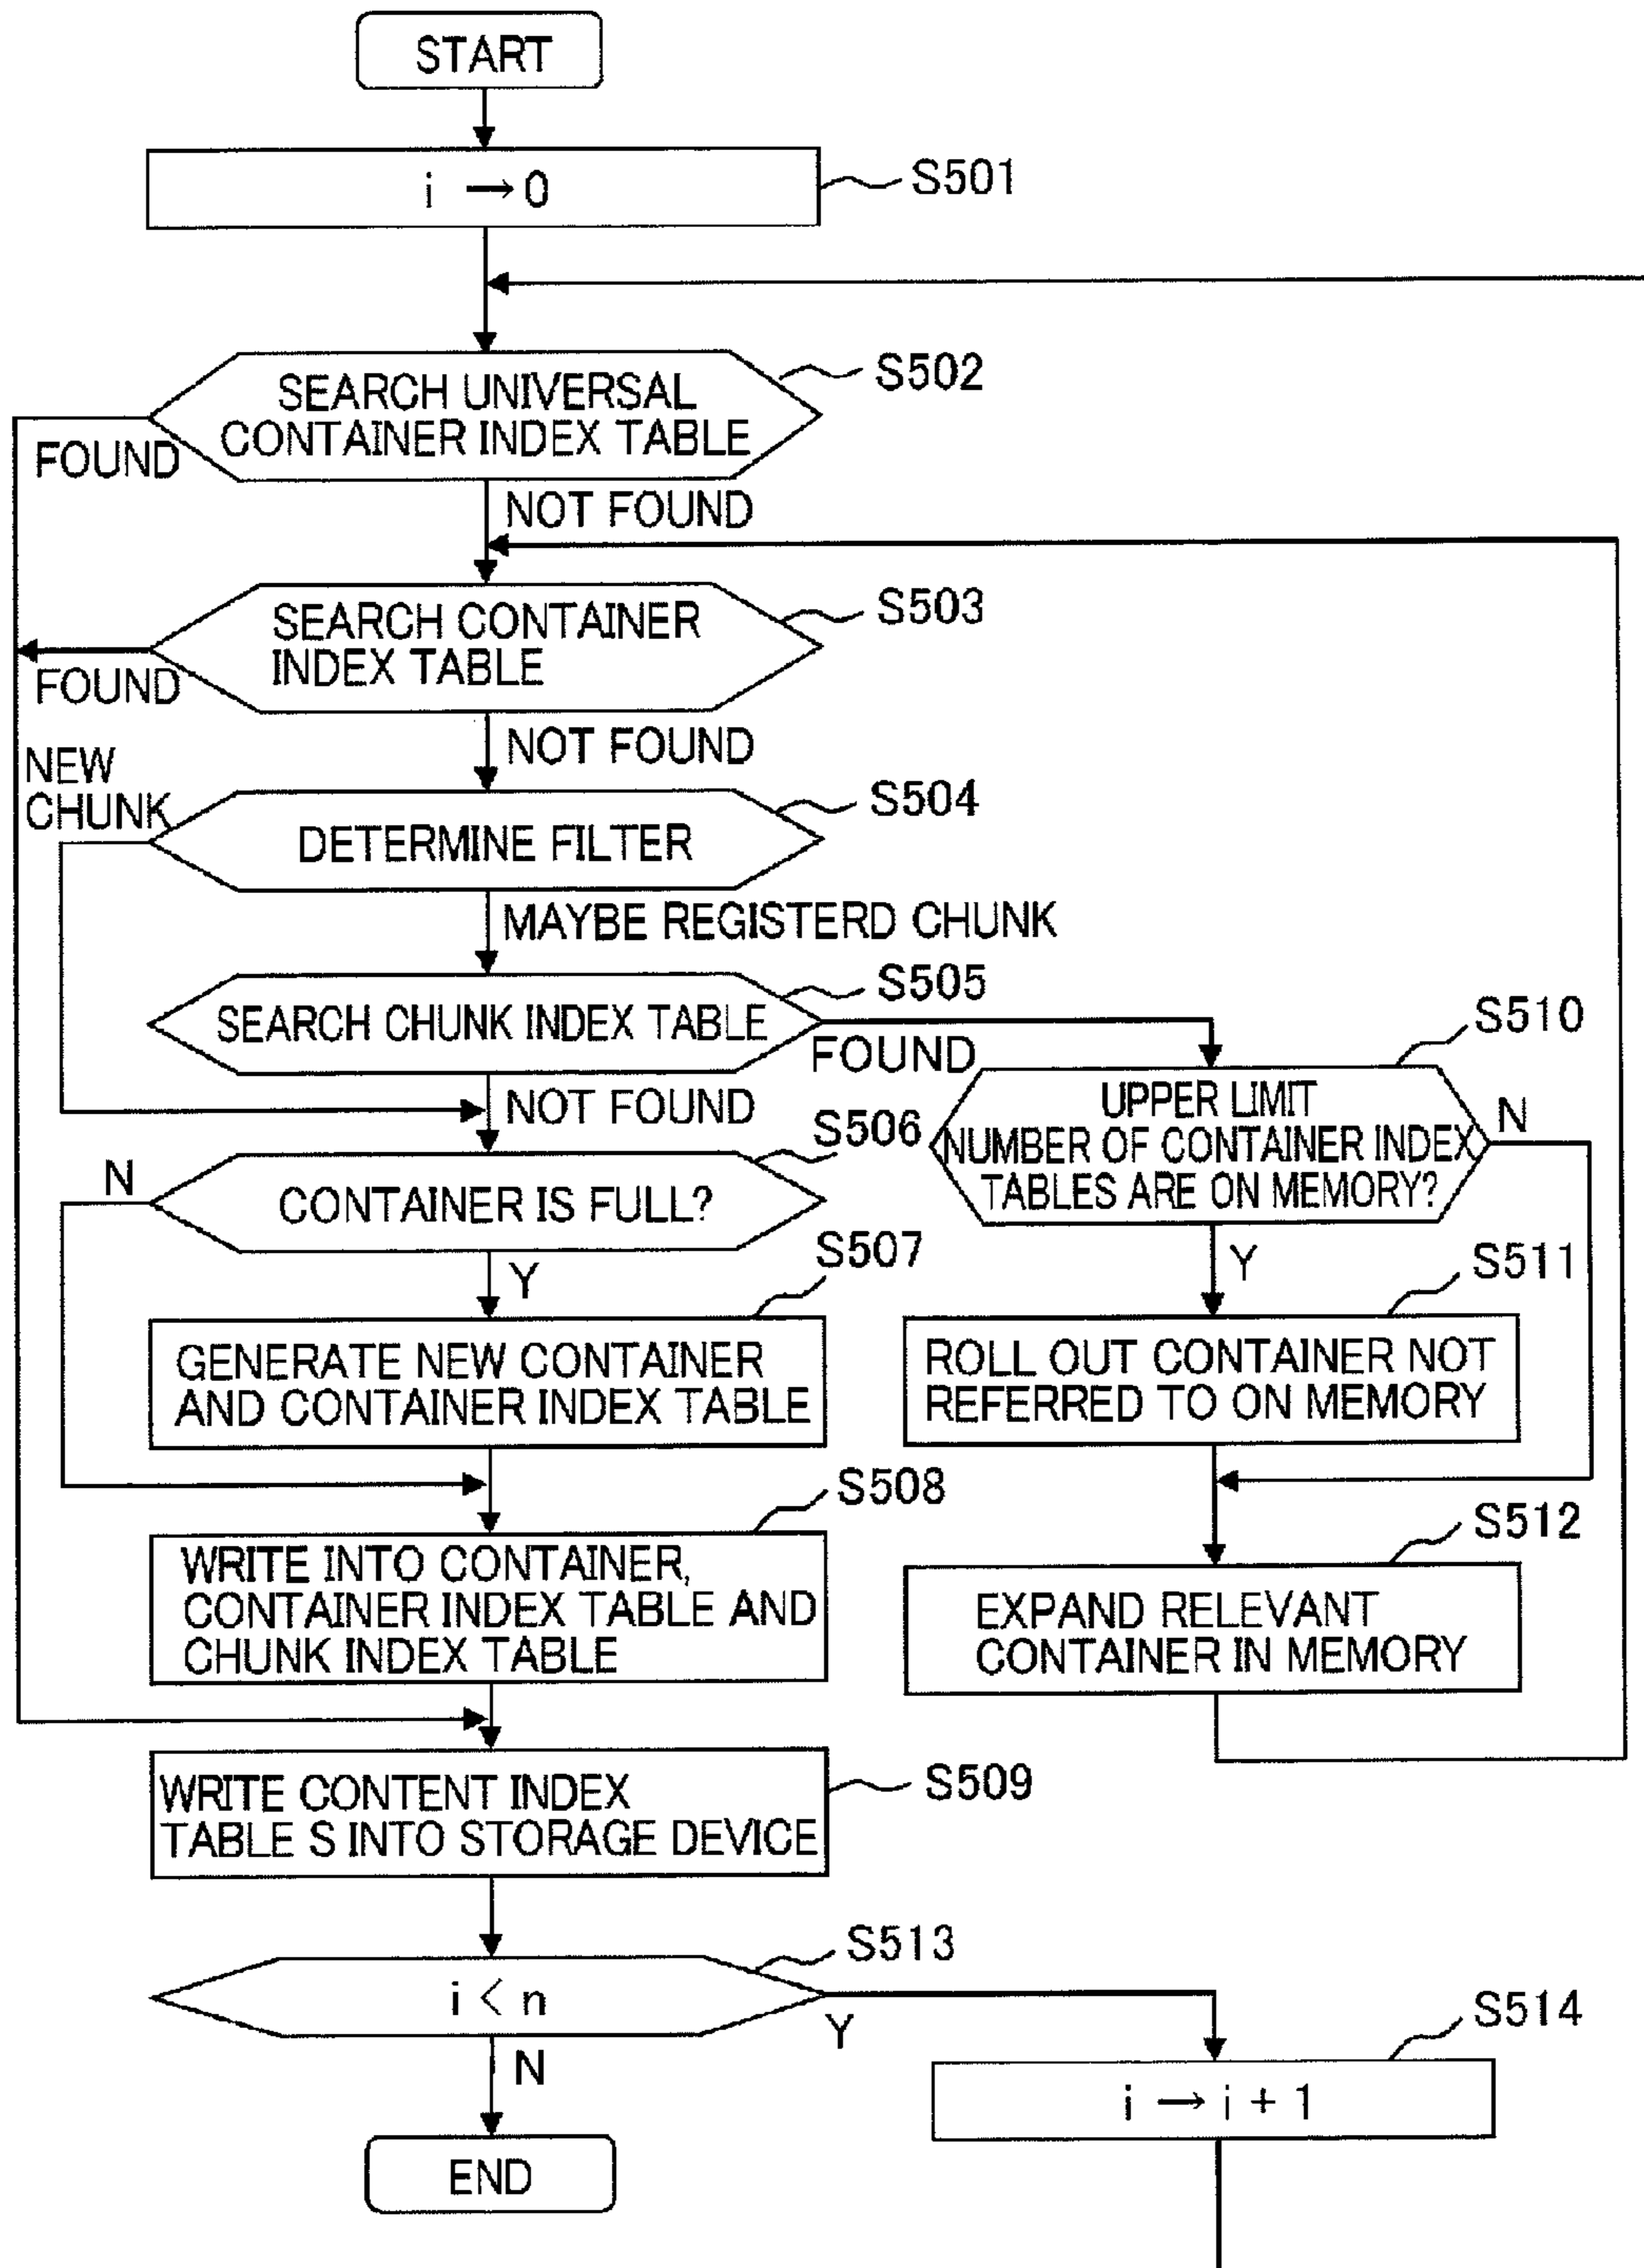 START
i → 0
S501
SEARCH UNIVERSAL
CONTAINER INDEX TABLE
S502
FOUND
NOT FOUND
SEARCH CONTAINER
INDEX TABLE
S503
FOUND
NOT FOUND
NEW
CHUNK
DETERMINE FILTER
S504
MAYBE REGISTERD CHUNK
SEARCH CHUNK INDEX TABLE
S505
FOUND
NOT FOUND
UPPER LIMIT
NUMBER OF CONTAINER INDEX
TABLES ARE ON MEMORY?
S510
N
Y
CONTAINER IS FULL?
S506
N
Y
GENERATE NEW CONTAINER
AND CONTAINER INDEX TABLE
S507
ROLL OUT CONTAINER NOT
REFERRED TO ON MEMORY
S511
WRITE INTO CONTAINER,
CONTAINER INDEX TABLE AND
CHUNK INDEX TABLE
S508
EXPAND RELEVANT
CONTAINER IN MEMORY
S512
WRITE CONTENT INDEX
TABLE S INTO STORAGE DEVICE
S509
i < n
S513
Y
N
i → i + 1
S514
END